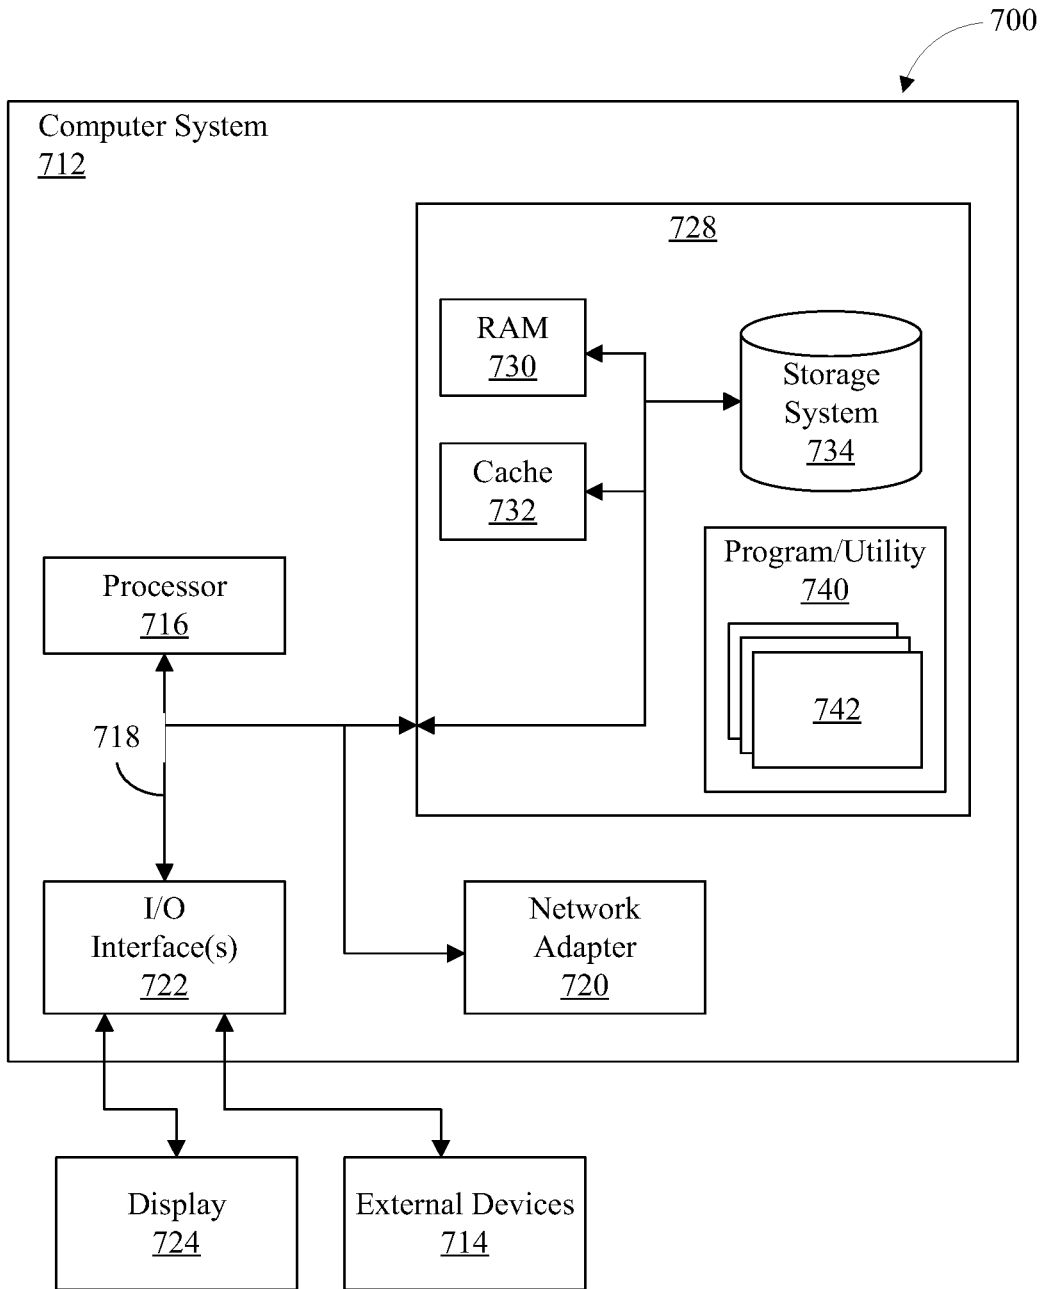 700
Computer System
712
728
RAM
730
Storage
System
734
Cache
732
Program/Utility
740
742
Processor
716
718
I/O
Interface(s)
722
Network
Adapter
720
Display
724
External Devices
714